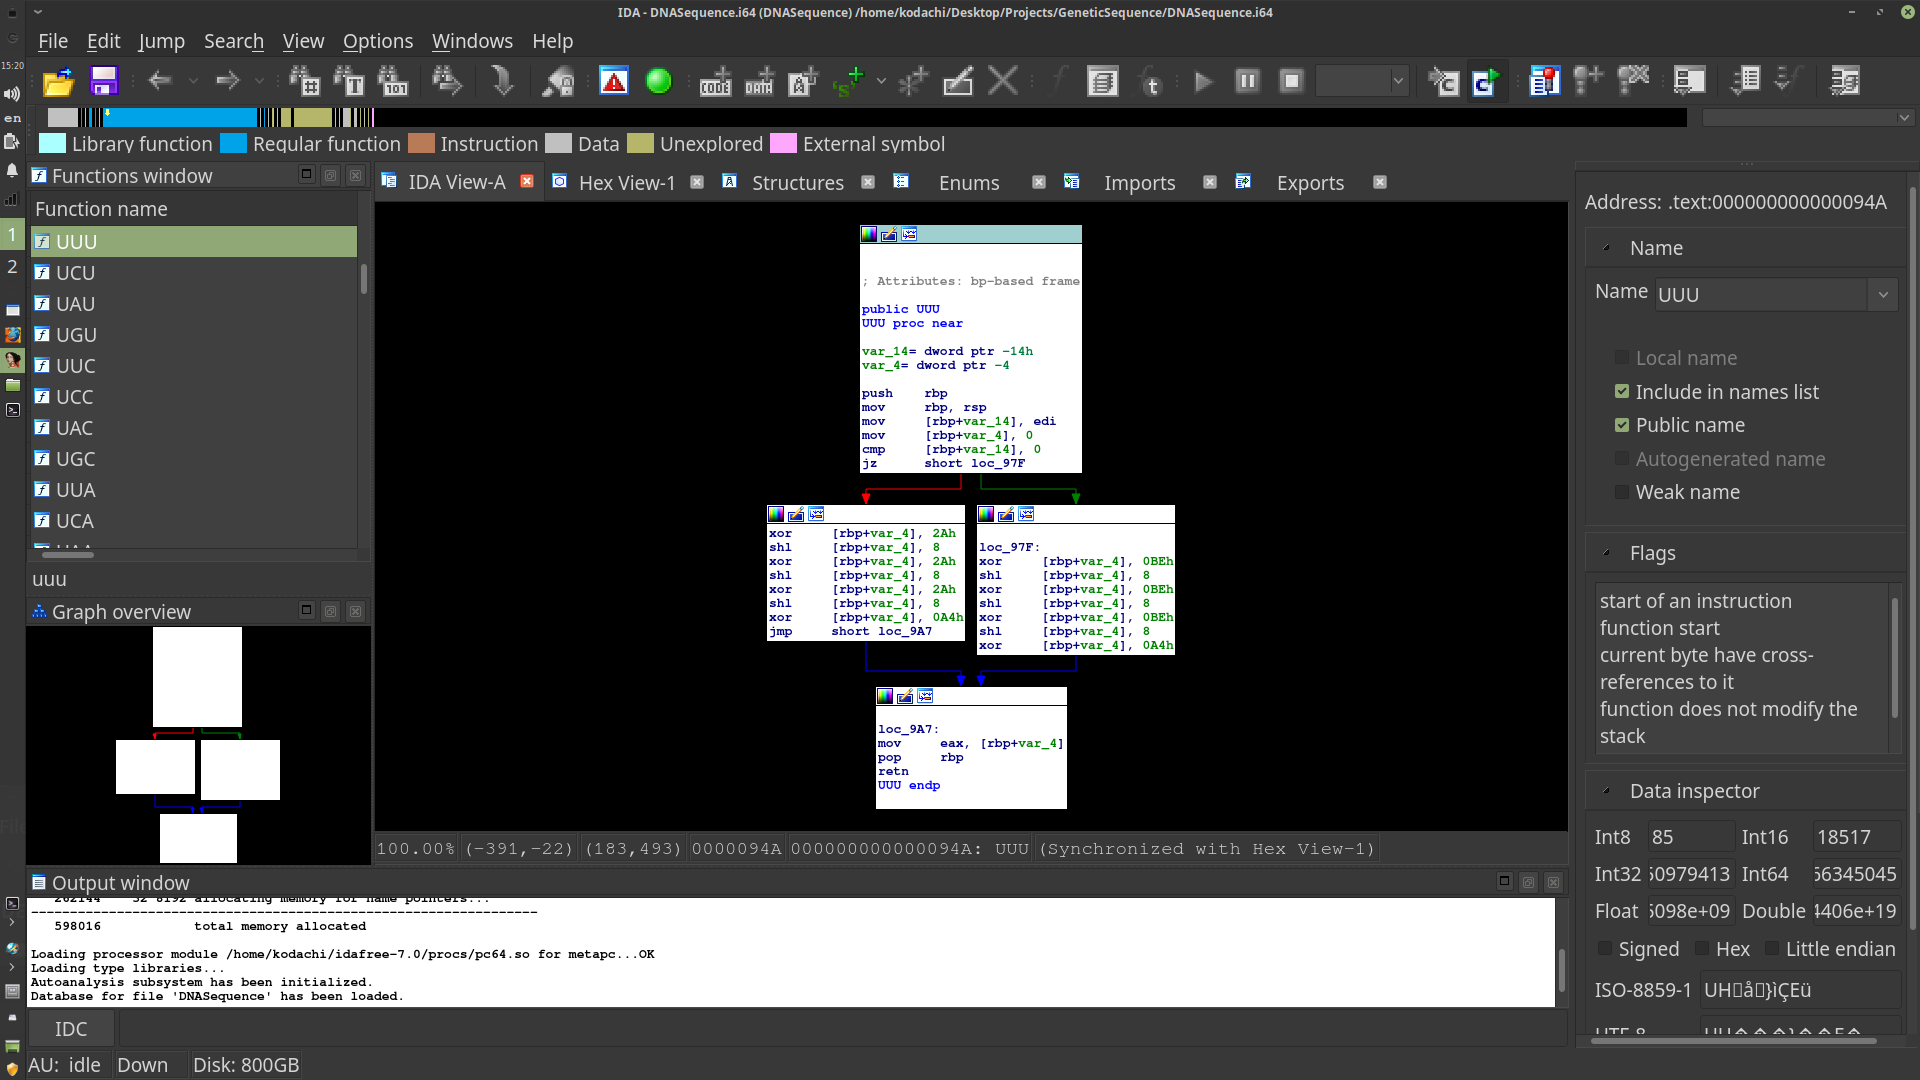 IDA - DNASequence.i64 (DNASequence) /home/kodachi/Desktop/Projects/GeneticSequence/DNASequence.i64
File Edit Jump Search View Options Windows Help
15:20
en
1
2
Library function Regular function Instruction Data Unexplored External symbol
Functions window
Function name
UUU
UCU
UAU
UGU
UUC
UCC
UAC
UGC
UUA
UCA
uuu
Graph overview
IDA View-A Hex View-1 Structures Enums Imports Exports
; Attributes: bp-based frame
public UUU
UUU proc near
var_14= dword ptr -14h
var_4= dword ptr -4
push rbp
mov rbp, rsp
mov [rbp+var_14], edi
mov [rbp+var_4], 0
cmp [rbp+var_14], 0
jz short loc_97F
xor [rbp+var_4], 2Ah
shl [rbp+var_4], 8
xor [rbp+var_4], 2Ah
shl [rbp+var_4], 8
xor [rbp+var_4], 2Ah
shl [rbp+var_4], 8
xor [rbp+var_4], 0A4h
jmp short loc_9A7
loc_97F:
xor [rbp+var_4], 0BEh
shl [rbp+var_4], 8
xor [rbp+var_4], 0BEh
shl [rbp+var_4], 8
xor [rbp+var_4], 0BEh
shl [rbp+var_4], 8
xor [rbp+var_4], 0A4h
loc_9A7:
mov eax, [rbp+var_4]
pop rbp
retn
UUU endp
100.00% (-391,-22) (183,493) 0000094A 000000000000094A: UUU (Synchronized with Hex View-1)
Address: .text:000000000000094A
Name
Name UUU
Local name
Include in names list
Public name
Autogenerated name
Weak name
Flags
start of an instruction
function start
current byte have cross-
references to it
function does not modify the
stack
Data inspector
Int8 85 Int16 18517
Int32 50979413 Int64 56345045
Float 5098e+09 Double 4406e+19
Signed Hex Little endian
ISO-8859-1
Output window
262144 32 8192 allocating memory for name pointers...
-----------------------------------------------------------------
598016 total memory allocated
Loading processor module /home/kodachi/idafree-7.0/procs/pc64.so for metapc...OK
Loading type libraries...
Autoanalysis subsystem has been initialized.
Database for file 'DNASequence' has been loaded.
IDC
AU: idle Down Disk: 800GB